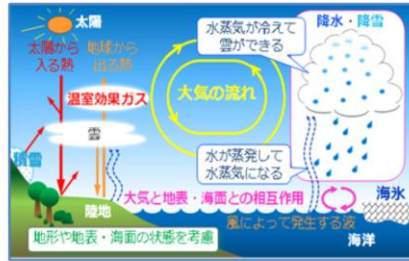 太陽
太陽から
入る熱
地球から
出る熱
温室効果ガス
雲
積雪
陸地
地形や地表・海面の状態を考慮
大気の流れ
水蒸気が冷えて
雲ができる
降水・降雪
水が蒸発して
水蒸気になる
大気と地表・海面との相互作用
海氷
風によって発生する波
海洋